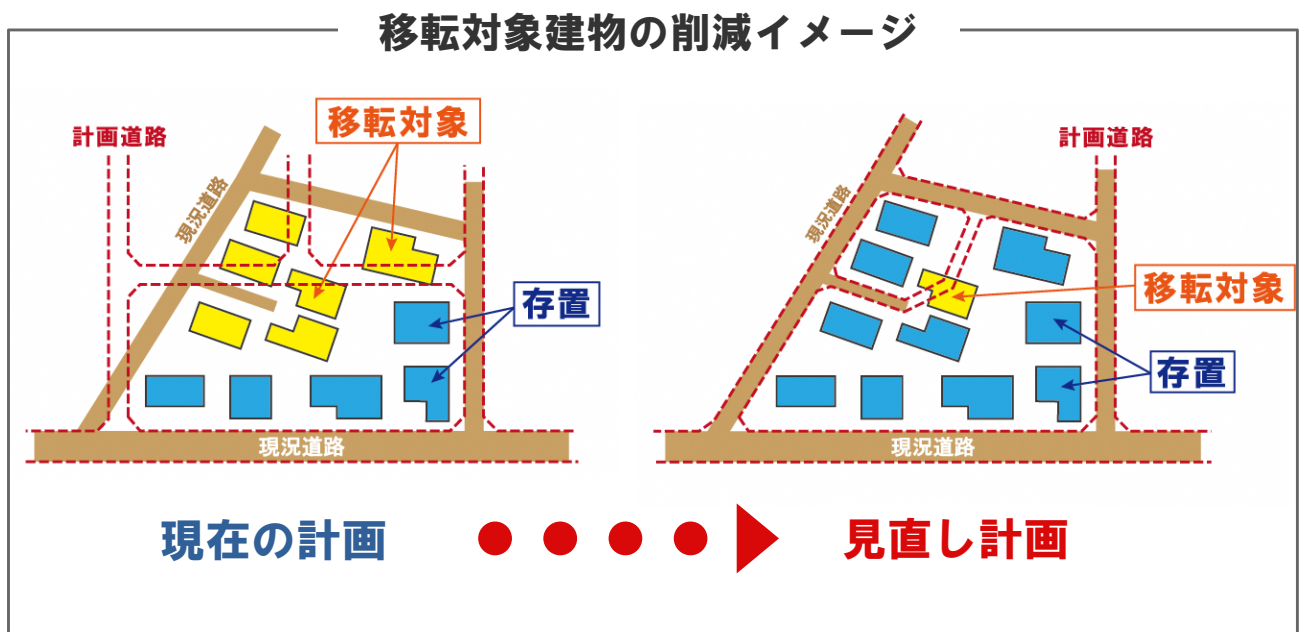 移転対象建物の削減イメージ
計画道路
移転対象
現況道路
存置
現況道路
計画道路
現況道路
移転対象
存置
現況道路
現在の計画
見直し計画